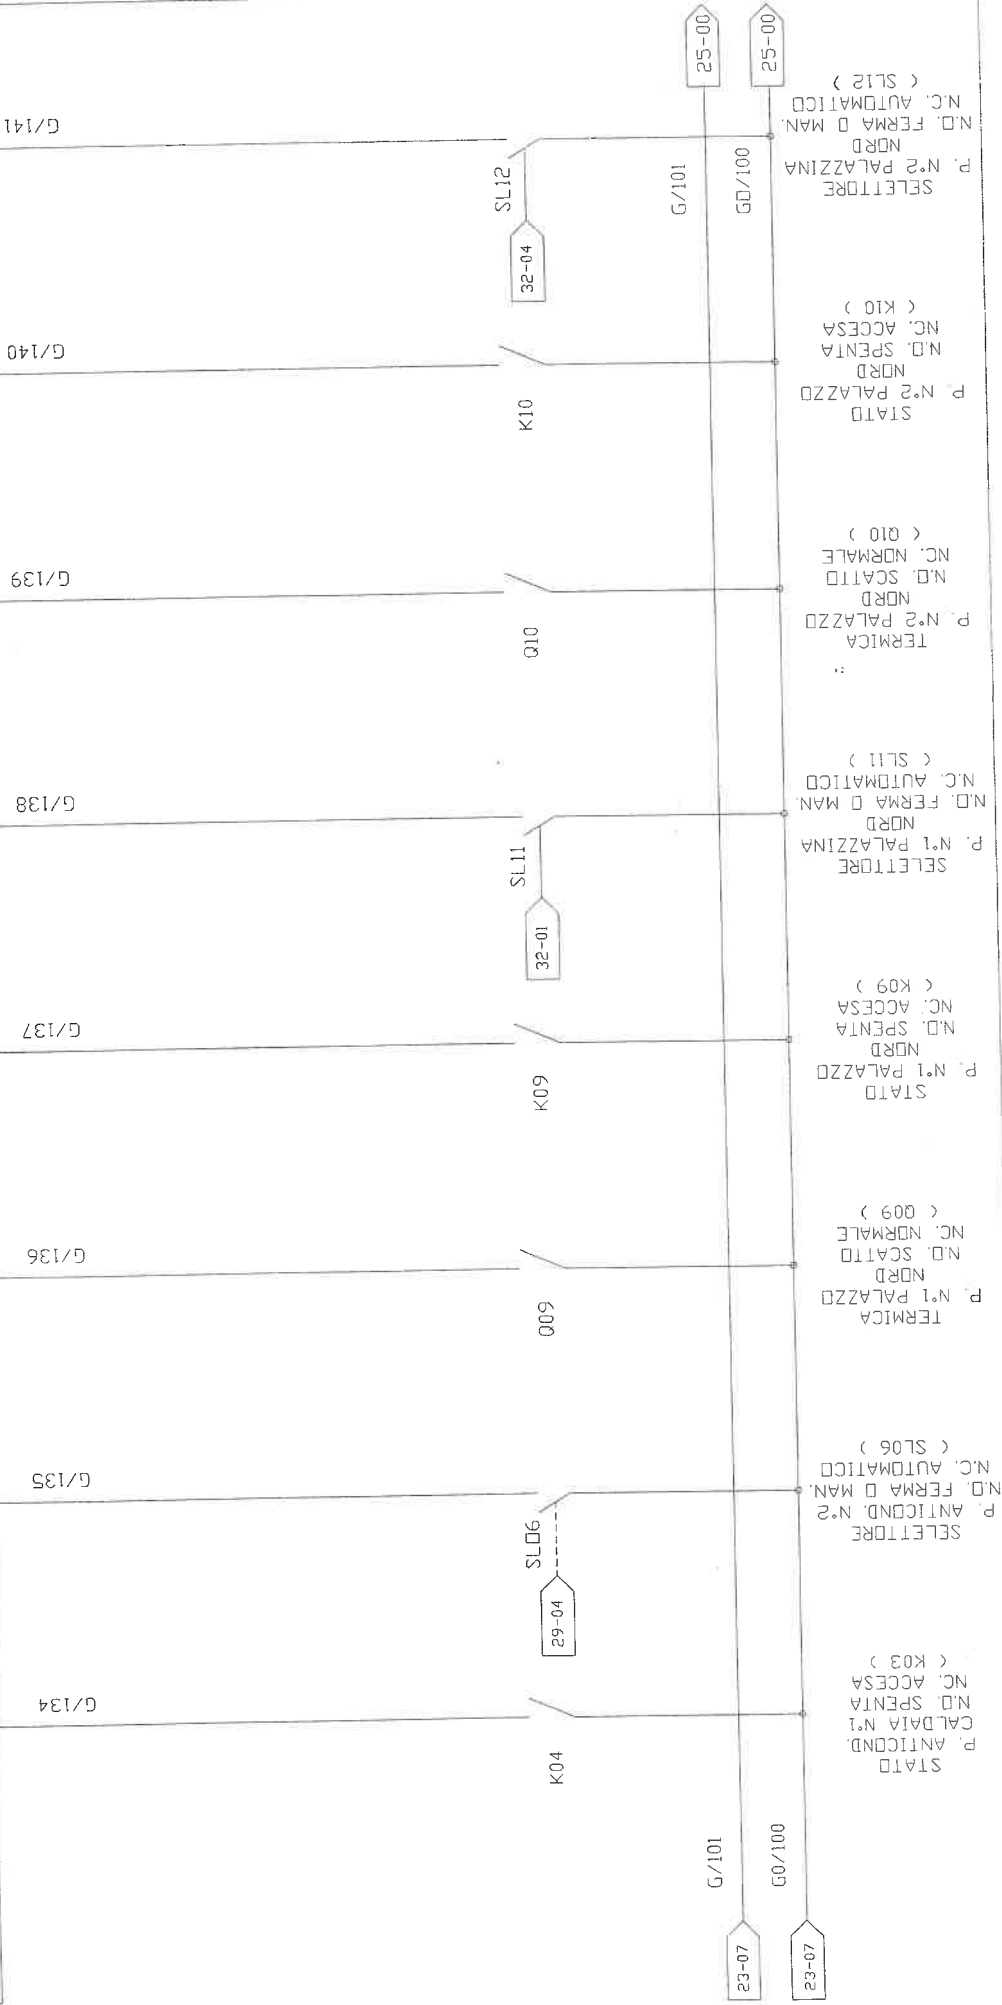 G/134
G/135
G/136
G/137
G/138
G/139
G/140
G/141
K04
SL06
29-04
Q09
K09
SL11
32-01
Q10
K10
SL12
32-04
23-07
G/101
G/101
25-00
23-07
G0/100
G0/100
25-00
STATO
P. ANTICOND.
CALDAIA N°1
N.O. SPENTA
NC. ACCESA
( K03 )
SELETTORE
P. ANTICOND. N°2
N.O. FERMA O MAN.
N.C. AUTOMATICO
( SL06 )
TERMICA
P. N°1 PALAZZO
NORD
N.O. SCATTO
NC. NORMALE
( Q09 )
STATO
P. N°1 PALAZZO
NORD
N.O. SPENTA
NC. ACCESA
( K09 )
SELETTORE
P. N°1 PALAZZINA
NORD
N.O. FERMA O MAN.
N.C. AUTOMATICO
( SL11 )
TERMICA
P. N°2 PALAZZO
NORD
N.O. SCATTO
NC. NORMALE
( Q10 )
STATO
P. N°2 PALAZZO
NORD
N.O. SPENTA
NC. ACCESA
( K10 )
SELETTORE
P. N°2 PALAZZINA
NORD
N.O. FERMA O MAN.
N.C. AUTOMATICO
( SL12 )